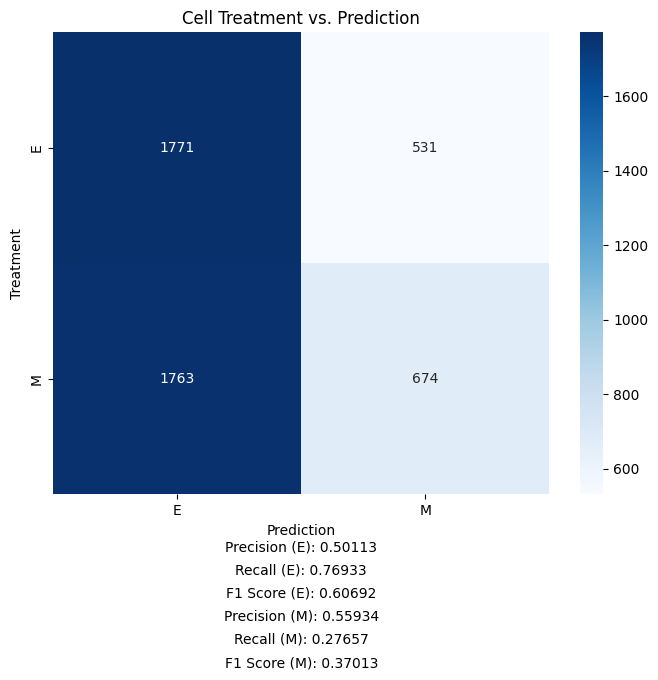 Cell Treatment vs. Prediction
E
1771
531
M
1763
674
Treatment
E
M
Prediction
1600
1400
1200
1000
800
600
Precision (E): 0.50113
Recall (E): 0.76933
F1 Score (E): 0.60692
Precision (M): 0.55934
Recall (M): 0.27657
F1 Score (M): 0.37013